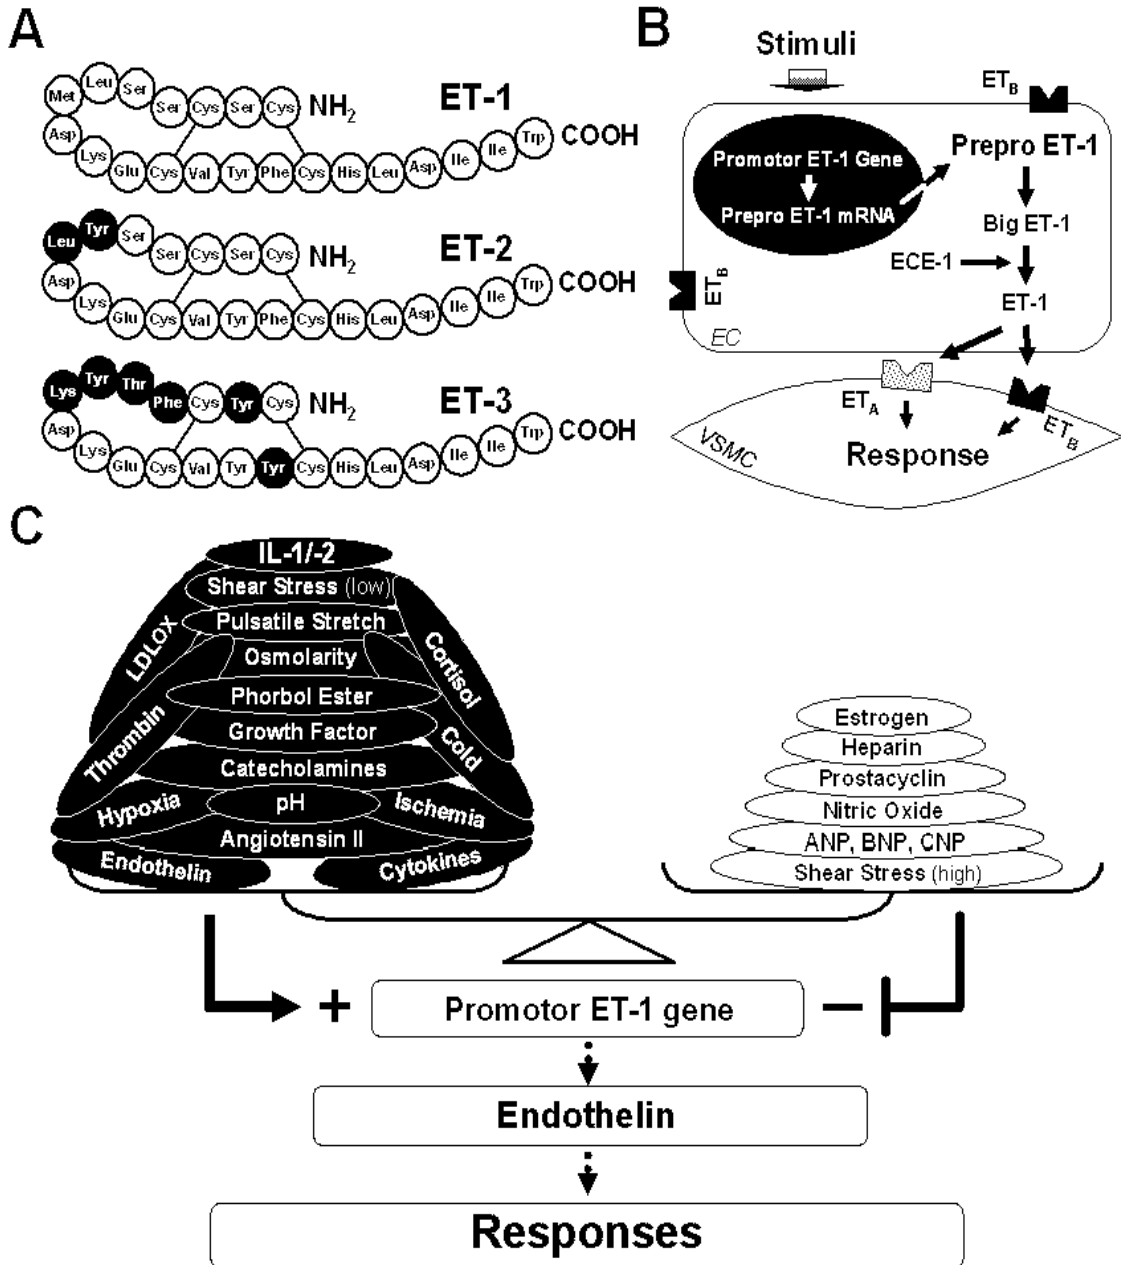 A
Met Leu Ser Ser Cys Ser Cys NH2
ET-1
Asp Lys Glu Cys Val Tyr Phe Cys His Leu Asp Ile Ile Trp COOH
Leu Tyr Ser Ser Cys Ser Cys NH2
ET-2
Asp Lys Glu Cys Val Tyr Phe Cys His Leu Asp Ile Ile Trp COOH
Lys Tyr Thr Phe Cys Tyr Cys NH2
ET-3
Asp Lys Glu Cys Val Tyr Tyr Cys His Leu Asp Ile Ile Trp COOH
B
Stimuli
ETB
Promotor ET-1 Gene
Prepro ET-1 mRNA
Prepro ET-1
Big ET-1
ECE-1
ET-1
ETB
EC
ETA
ETB
VSMC
Response
C
IL-1/-2
Shear Stress (low)
Pulsatile Stretch
LDLOX
Cortisol
Osmolarity
Phorbol Ester
Growth Factor
Thrombin
Cold
Catecholamines
Hypoxia
pH
Ischemia
Angiotensin II
Endothelin
Cytokines
Estrogen
Heparin
Prostacyclin
Nitric Oxide
ANP, BNP, CNP
Shear Stress (high)
+
Promotor ET-1 gene
−
Endothelin
Responses